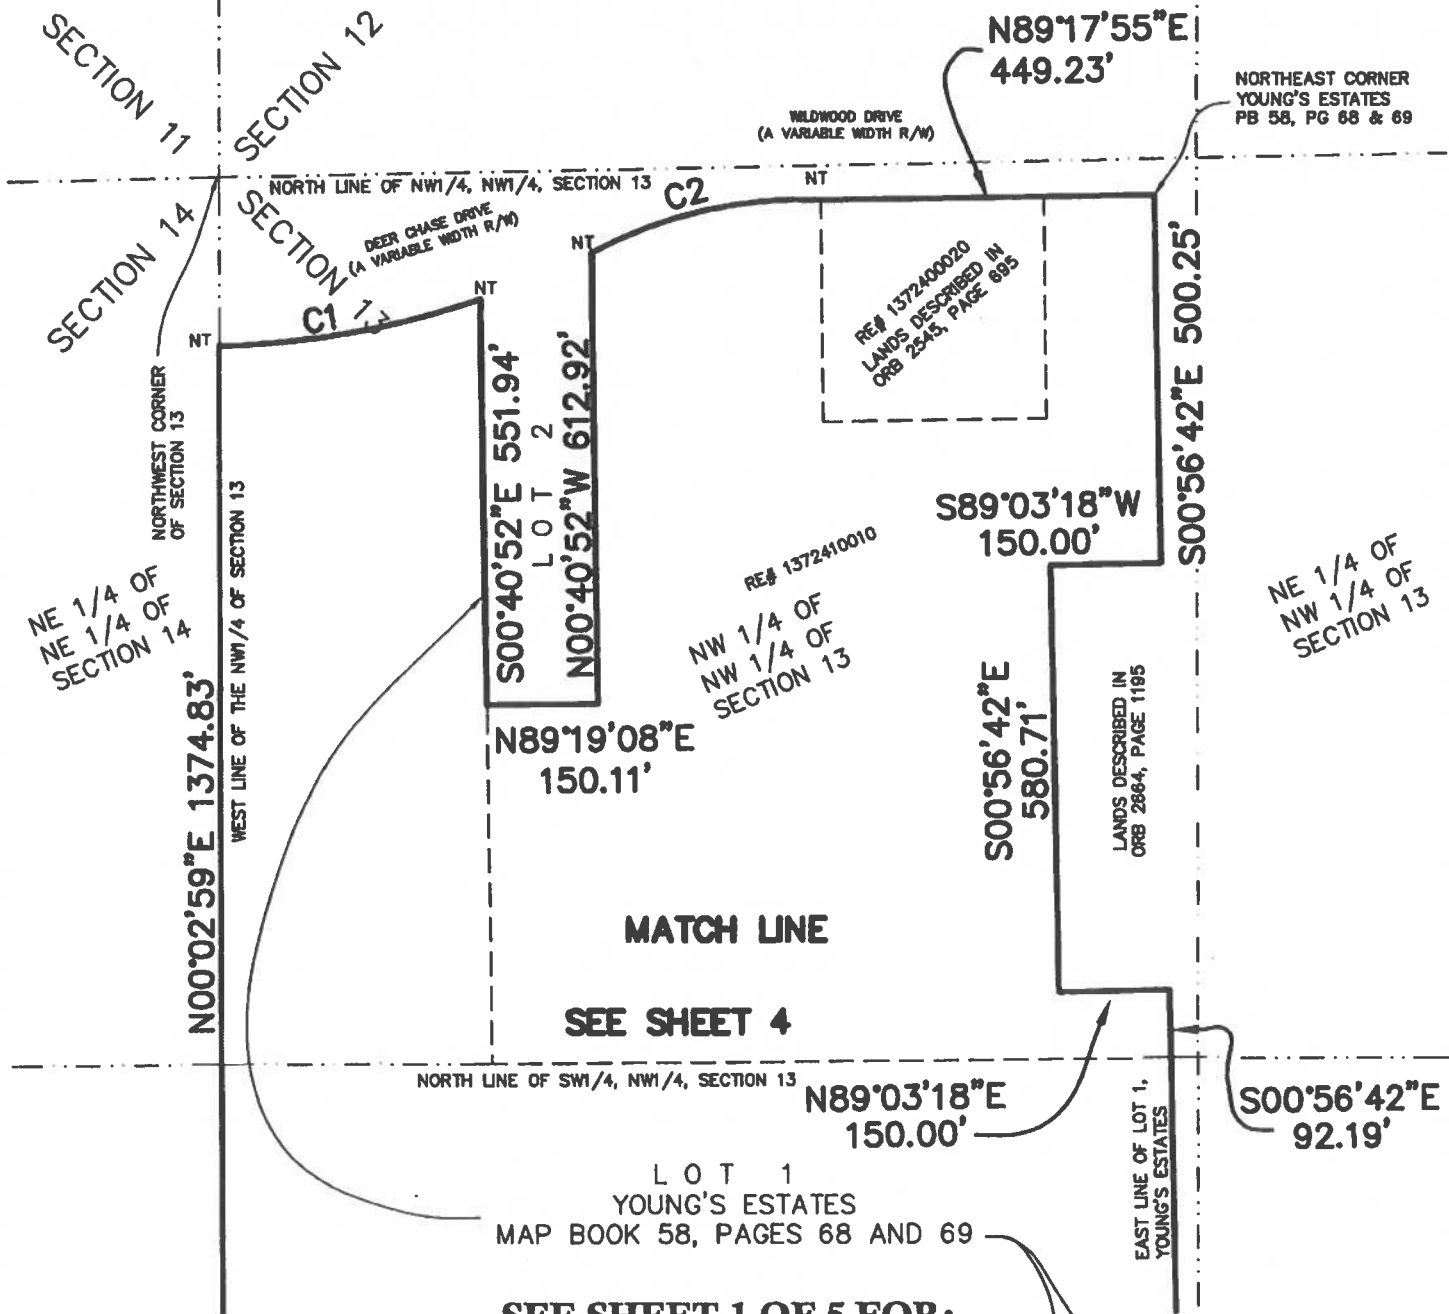 N89°17'55"E
449.23'
NORTHEAST CORNER
YOUNG'S ESTATES
PB 58, PG 68 & 69
WILDWOOD DRIVE
(A VARIABLE WIDTH R/W)
SECTION 11
SECTION 12
NORTH LINE OF NW1/4, NW1/4, SECTION 13
C2
NT
SECTION 14
SECTION 13
DEER CHASE DRIVE
(A VARIABLE WIDTH R/W)
NT
NT
C1
NT
RE# 1372400020
LANDS DESCRIBED IN
ORB 2545, PAGE 695
S00°56'42"E 500.25'
NORTHWEST CORNER
OF SECTION 13
S00°40'52"E 551.94'
LOT 2
N00°40'52"W 612.92'
S89°03'18"W
150.00'
RE# 1372410010
NE 1/4 OF
NE 1/4 OF
SECTION 14
NW 1/4 OF
NW 1/4 OF
SECTION 13
NE 1/4 OF
NW 1/4 OF
SECTION 13
N00°02'59"E 1374.83'
WEST LINE OF THE NW1/4 OF SECTION 13
N89°19'08"E
150.11'
S00°56'42"E
580.71'
LANDS DESCRIBED IN
ORB 2664, PAGE 1195
MATCH LINE
SEE SHEET 4
NORTH LINE OF SW1/4, NW1/4, SECTION 13
N89°03'18"E
150.00'
S00°56'42"E
92.19'
EAST LINE OF LOT 1,
YOUNG'S ESTATES
LOT 1
YOUNG'S ESTATES
MAP BOOK 58, PAGES 68 AND 69
SEE SHEET 1 OF 5 FOR: